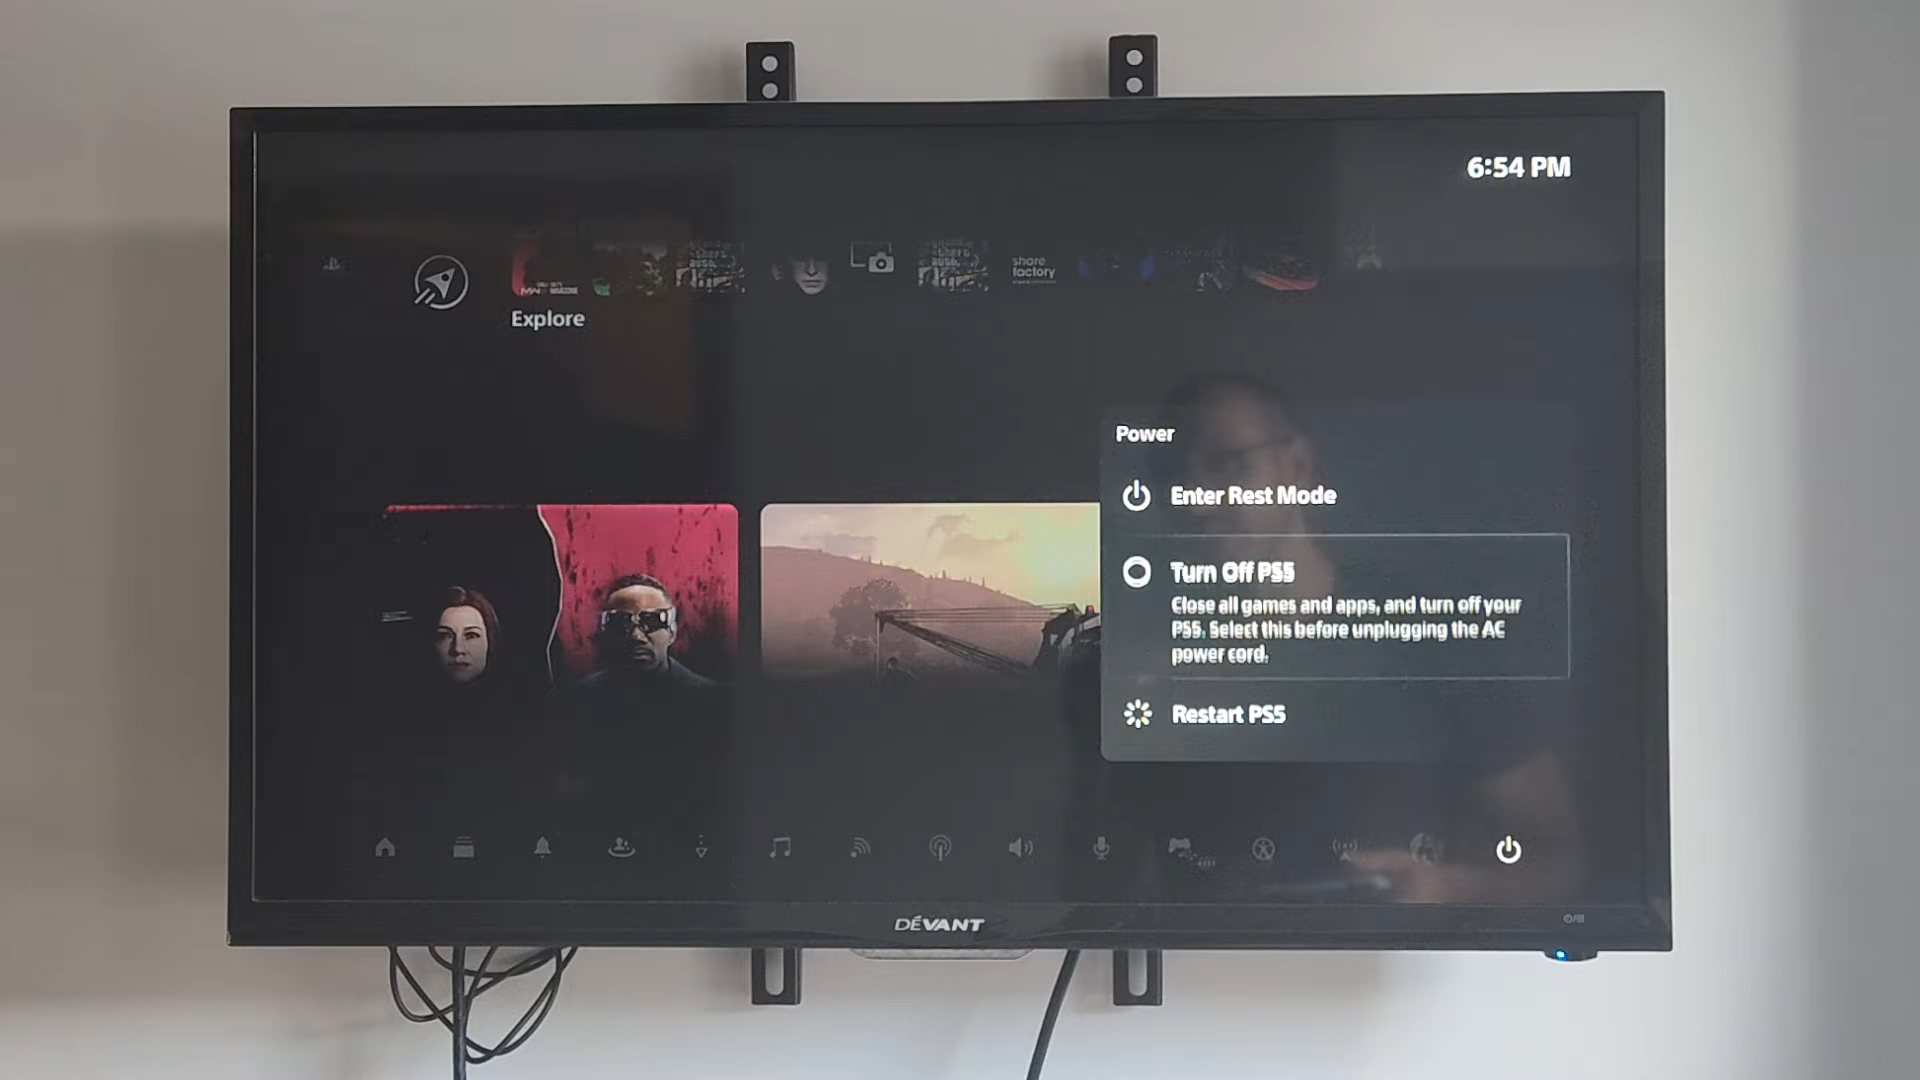 6:54 PM
share
factory
Explore
Power
Enter Rest Mode
Turn Off PS5
Close all games and apps, and turn off your
PS5. Select this before unplugging the AC
power cord.
Restart PS5
DÉVANT